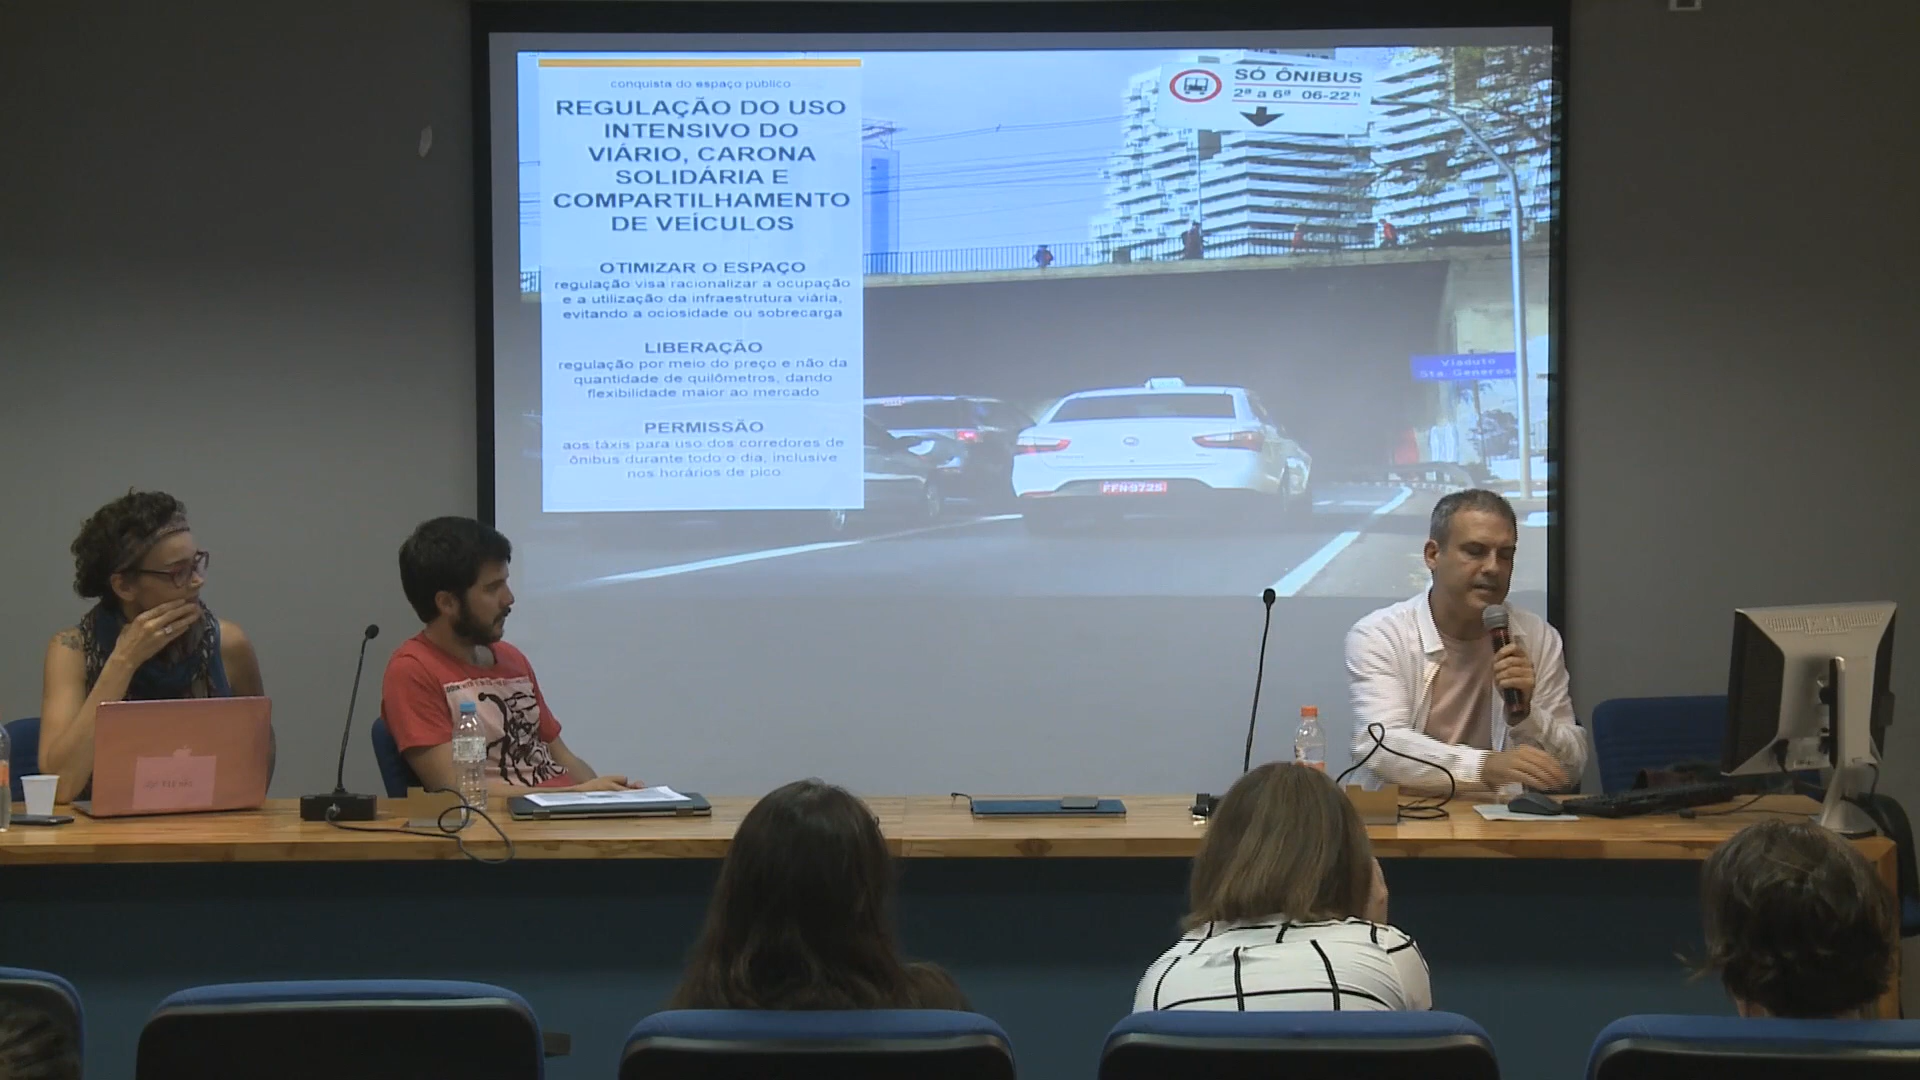 conquista do espaço público
REGULAÇÃO DO USO
INTENSIVO DO
VIÁRIO, CARONA
SOLIDÁRIA E
COMPARTILHAMENTO
DE VEÍCULOS
OTIMIZAR O ESPAÇO
regulação visa racionalizar a ocupação
e a utilização da infraestrutura viária,
evitando a ociosidade ou sobrecarga
LIBERAÇÃO
regulação por meio do preço e não da
quantidade de quilômetros, dando
flexibilidade maior ao mercado
PERMISSÃO
aos táxis para uso dos corredores de
ônibus durante todo o dia, inclusive
nos horários de pico
SÓ ÔNIBUS
2ª a 6ª 06-22h
Viaduto
Sta Generosa